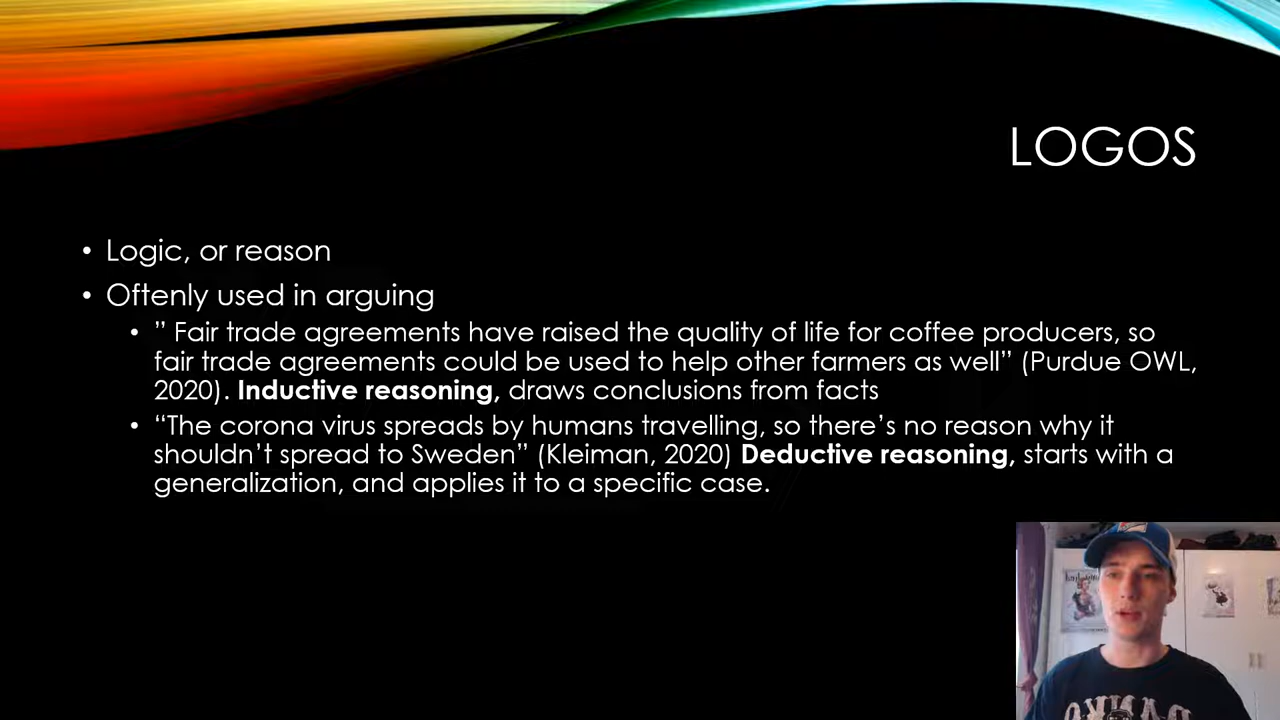 LOGOS
• Logic, or reason
• Oftenly used in arguing
• ” Fair trade agreements have raised the quality of life for coffee producers, so
fair trade agreements could be used to help other farmers as well” (Purdue OWL,
2020). Inductive reasoning, draws conclusions from facts
• “The corona virus spreads by humans travelling, so there’s no reason why it
shouldn’t spread to Sweden” (Kleiman, 2020) Deductive reasoning, starts with a
generalization, and applies it to a specific case.